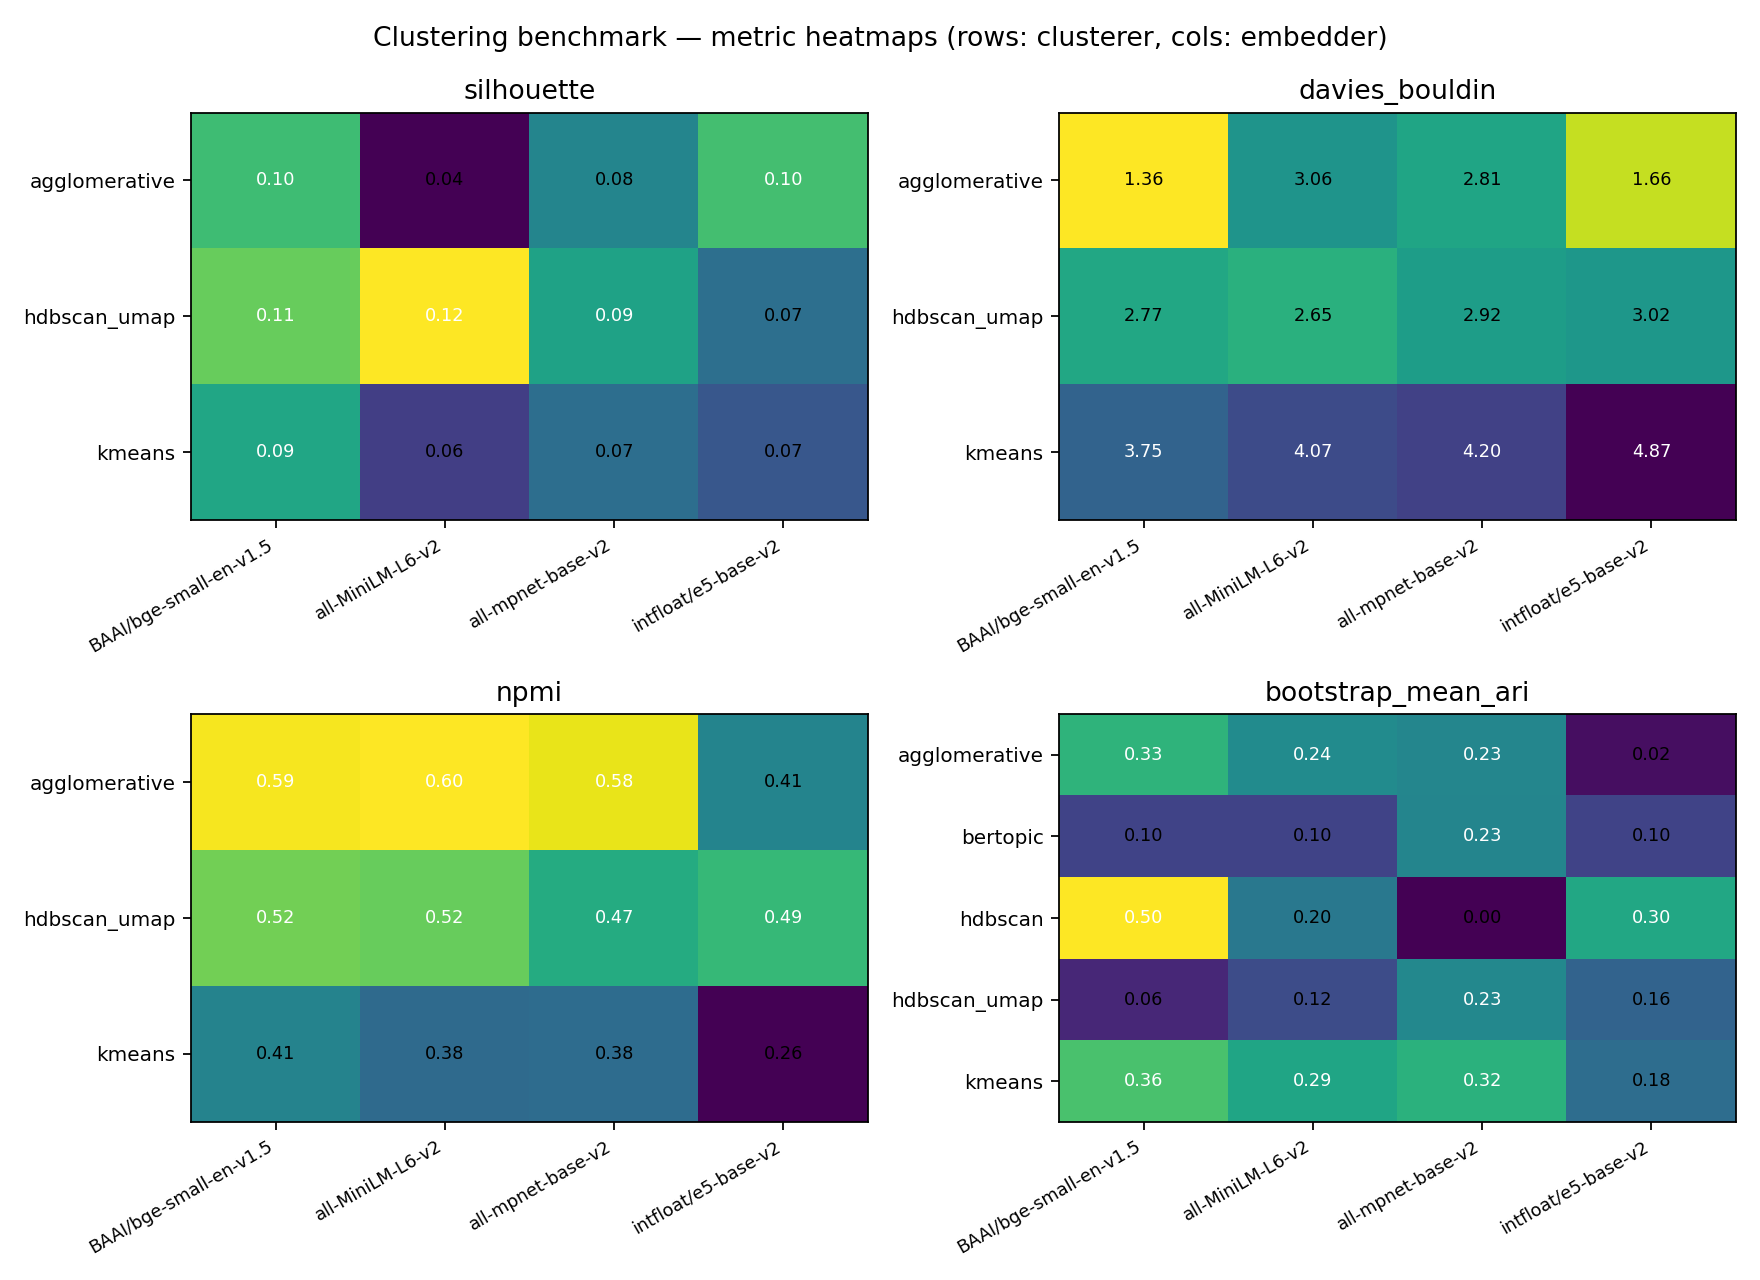 Clustering benchmark — metric heatmaps (rows: clusterer, cols: embedder)
silhouette
agglomerative 0.10 0.04 0.08 0.10
hdbscan_umap 0.11 0.12 0.09 0.07
kmeans 0.09 0.06 0.07 0.07
BAAI/bge-small-en-v1.5 all-MiniLM-L6-v2 all-mpnet-base-v2 intfloat/e5-base-v2
davies_bouldin
agglomerative 1.36 3.06 2.81 1.66
hdbscan_umap 2.77 2.65 2.92 3.02
kmeans 3.75 4.07 4.20 4.87
BAAI/bge-small-en-v1.5 all-MiniLM-L6-v2 all-mpnet-base-v2 intfloat/e5-base-v2
npmi
agglomerative 0.59 0.60 0.58 0.41
hdbscan_umap 0.52 0.52 0.47 0.49
kmeans 0.41 0.38 0.38 0.26
BAAI/bge-small-en-v1.5 all-MiniLM-L6-v2 all-mpnet-base-v2 intfloat/e5-base-v2
bootstrap_mean_ari
agglomerative 0.33 0.24 0.23 0.02
bertopic 0.10 0.10 0.23 0.10
hdbscan 0.50 0.20 0.00 0.30
hdbscan_umap 0.06 0.12 0.23 0.16
kmeans 0.36 0.29 0.32 0.18
BAAI/bge-small-en-v1.5 all-MiniLM-L6-v2 all-mpnet-base-v2 intfloat/e5-base-v2